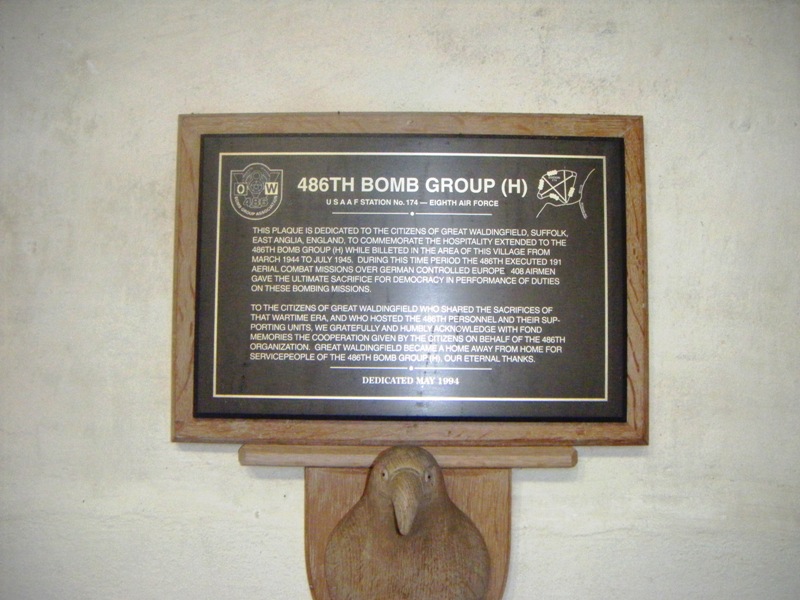 486TH BOMB GROUP (H)
O W
486
U S A A F STATION No. 174 — EIGHTH AIR FORCE
THIS PLAQUE IS DEDICATED TO THE CITIZENS OF GREAT WALDINGFIELD, SUFFOLK,
EAST ANGLIA, ENGLAND, TO COMMEMORATE THE HOSPITALITY EXTENDED TO THE
486TH BOMB GROUP (H) WHILE BILLETED IN THE AREA OF THIS VILLAGE FROM
MARCH 1944 TO JULY 1945. DURING THIS TIME PERIOD THE 486TH EXECUTED 191
AERIAL COMBAT MISSIONS OVER GERMAN CONTROLLED EUROPE 408 AIRMEN
GAVE THE ULTIMATE SACRIFICE FOR DEMOCRACY IN PERFORMANCE OF DUTIES
ON THESE BOMBING MISSIONS.
TO THE CITIZENS OF GREAT WALDINGFIELD WHO SHARED THE SACRIFICES OF
THAT WARTIME ERA, AND WHO HOSTED THE 486TH PERSONNEL AND THEIR SUP-
PORTING UNITS, WE GRATEFULLY AND HUMBLY ACKNOWLEDGE WITH FOND
MEMORIES THE COOPERATION GIVEN BY THE CITIZENS ON BEHALF OF THE 486TH
ORGANIZATION. GREAT WALDINGFIELD BECAME A HOME AWAY FROM HOME FOR
SERVICEPEOPLE OF THE 486TH BOMB GROUP (H). OUR ETERNAL THANKS.
DEDICATED MAY 1994